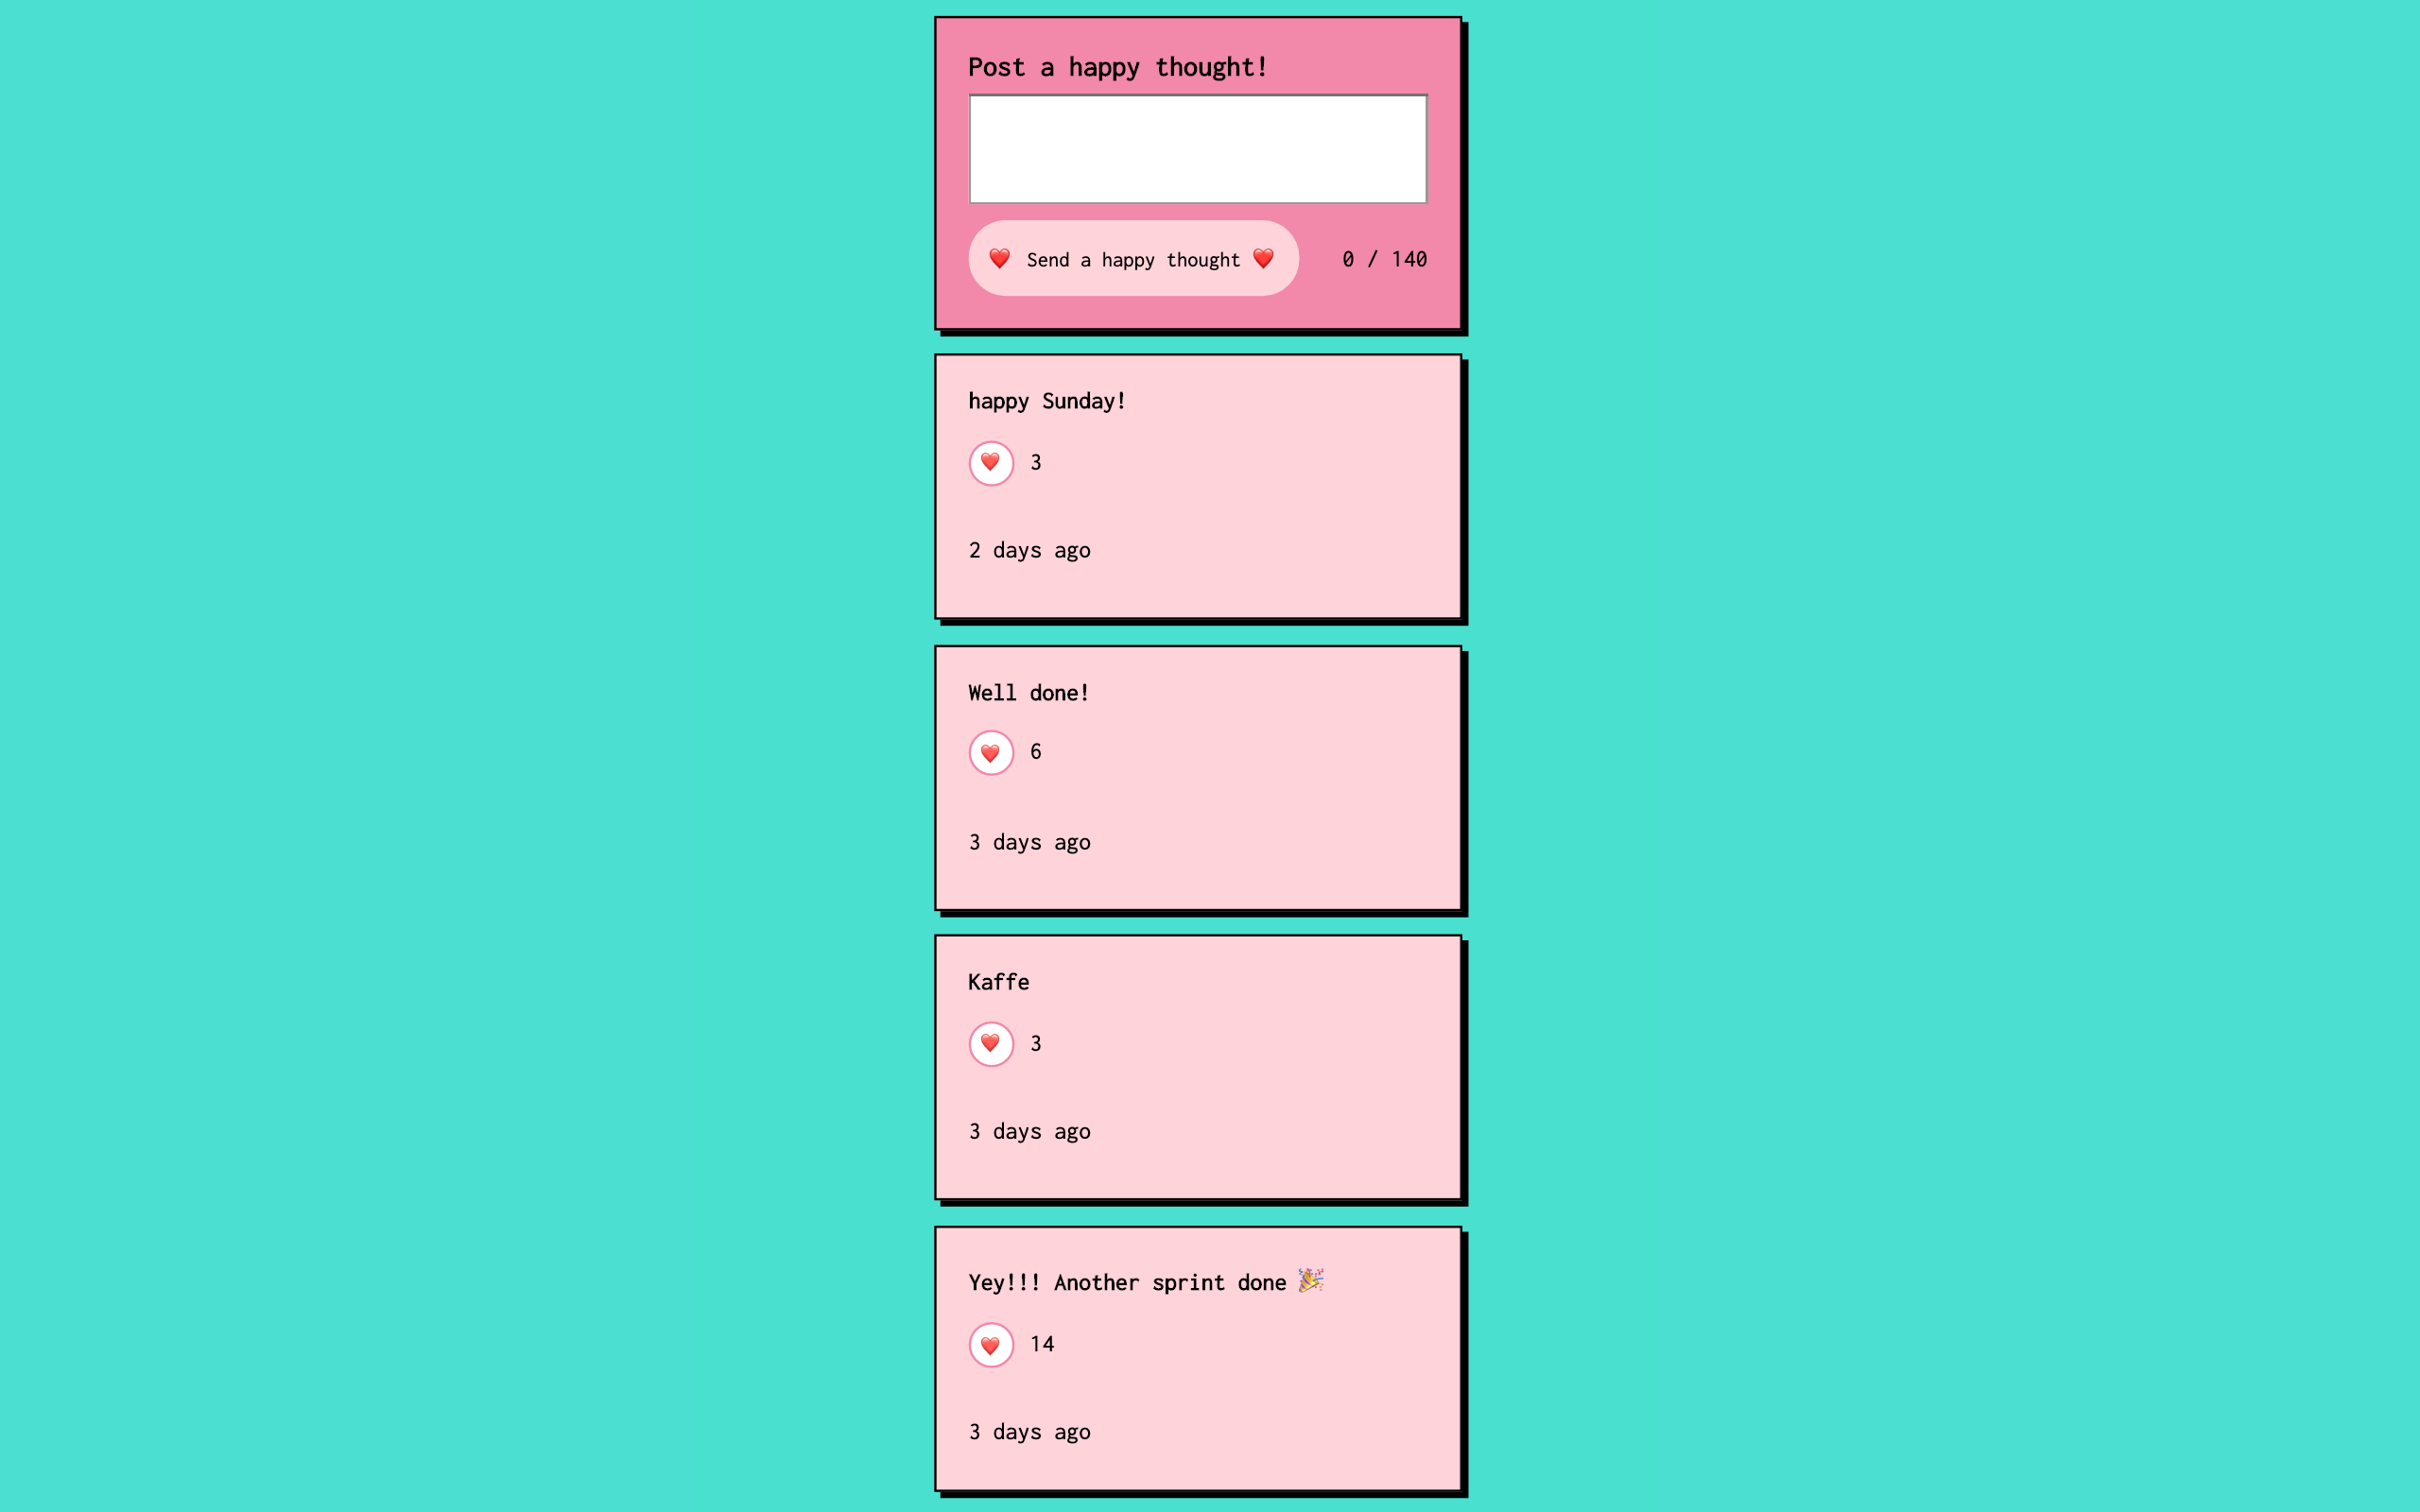 Post a happy thought!
❤️ Send a happy thought ❤️ 0 / 140
happy Sunday!
❤️ 3
2 days ago
Well done!
❤️ 6
3 days ago
Kaffe
❤️ 3
3 days ago
Yey!!! Another sprint done 🎉
❤️ 14
3 days ago